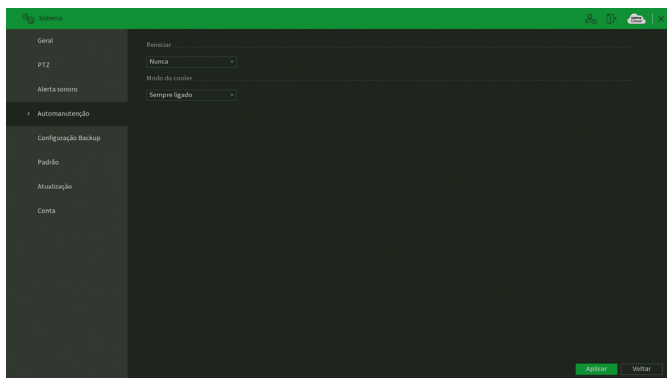 Sistema
Geral
PTZ
Alerta sonoro
Automanutenção
Configuração Backup
Padrão
Atualização
Conta
Reiniciar
Nunca
Modo do cooler
Sempre ligado
Aplicar
Voltar